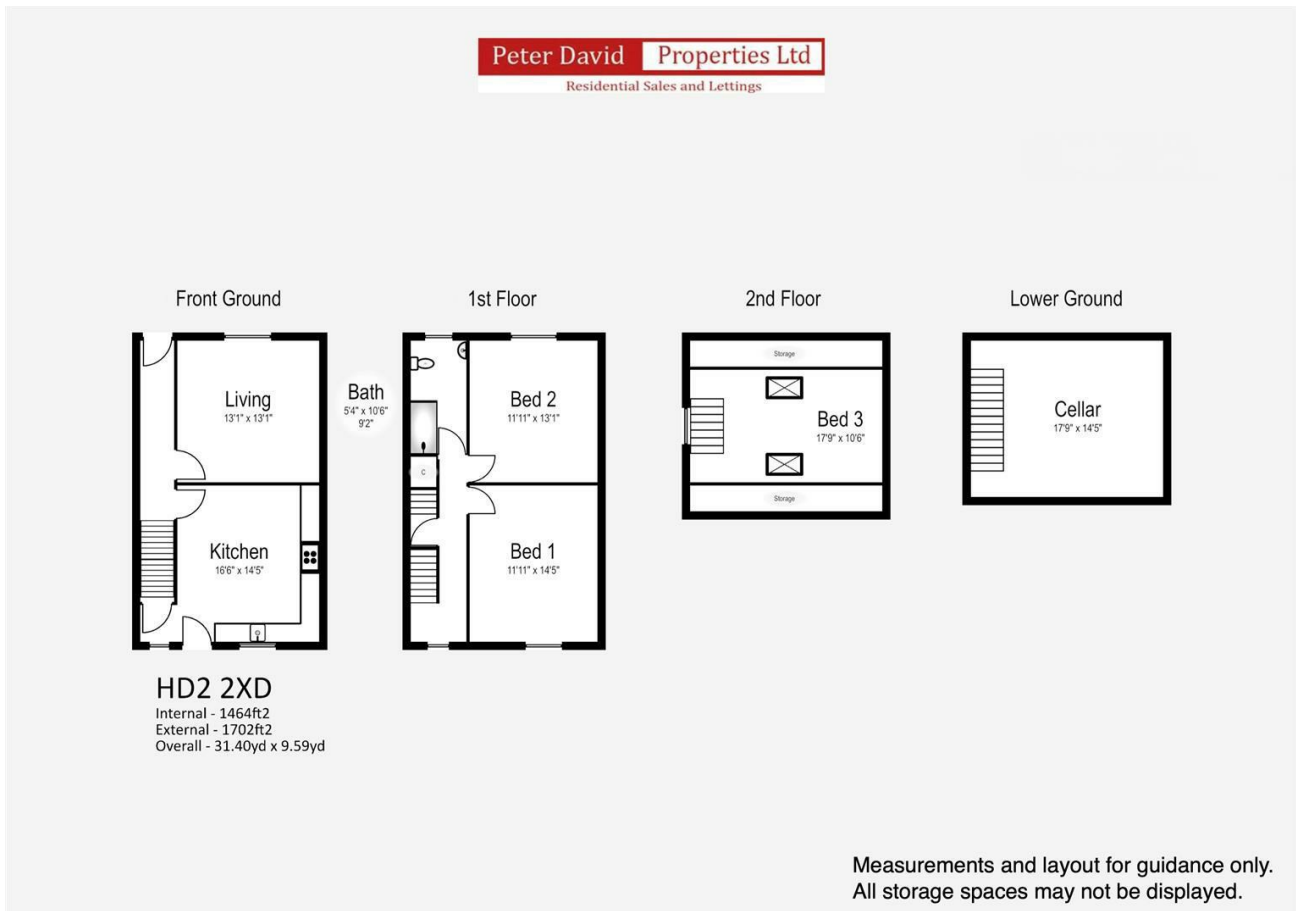 Peter David Properties Ltd
Residential Sales and Lettings
Front Ground
1st Floor
2nd Floor
Lower Ground
Living
13'1" x 13'1"
Kitchen
16'6" x 14'5"
Bath
5'4" x 10'6"
9'2"
C
Bed 2
11'11" x 13'1"
Bed 1
11'11" x 14'5"
Storage
Bed 3
17'9" x 10'6"
Storage
Cellar
17'9" x 14'5"
HD2 2XD
Internal - 1464ft2
External - 1702ft2
Overall - 31.40yd x 9.59yd
Measurements and layout for guidance only.
All storage spaces may not be displayed.